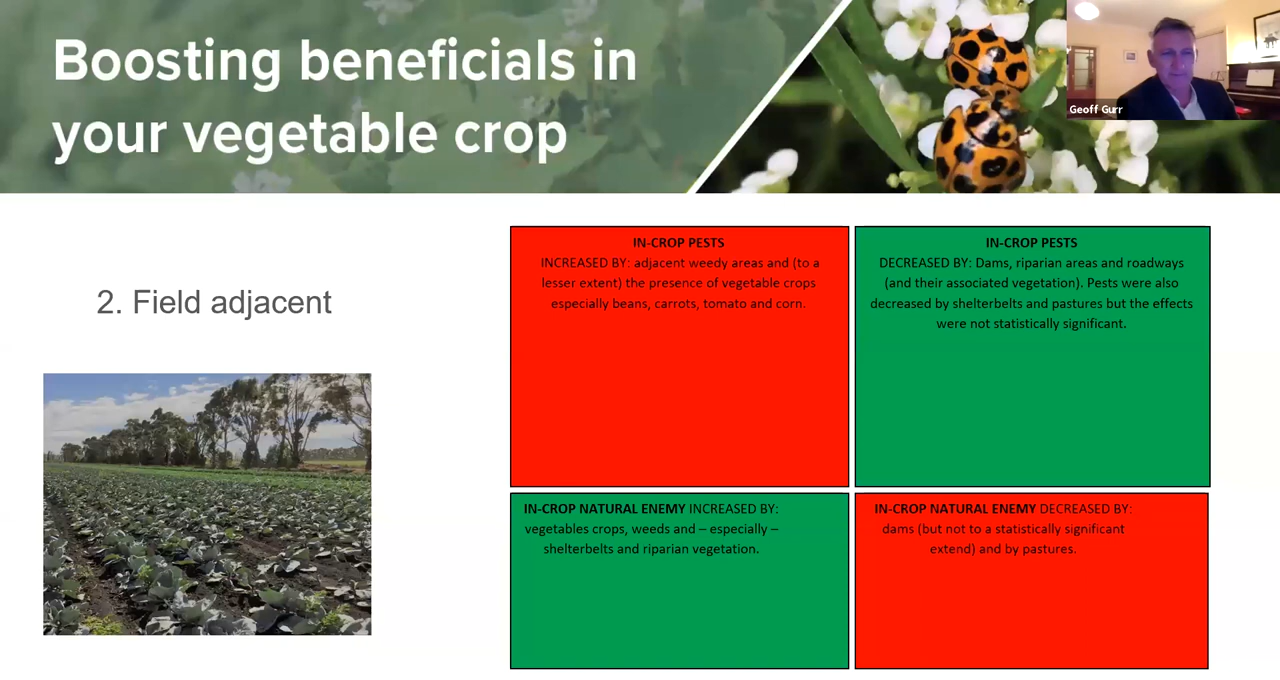 Boosting beneficials in
your vegetable crop
Geoff Gurr
2. Field adjacent
IN-CROP PESTS
INCREASED BY: adjacent weedy areas and (to a
lesser extent) the presence of vegetable crops
especially beans, carrots, tomato and corn.
IN-CROP PESTS
DECREASED BY: Dams, riparian areas and roadways
(and their associated vegetation). Pests were also
decreased by shelterbelts and pastures but the effects
were not statistically significant.
IN-CROP NATURAL ENEMY INCREASED BY:
vegetables crops, weeds and – especially –
shelterbelts and riparian vegetation.
IN-CROP NATURAL ENEMY DECREASED BY:
dams (but not to a statistically significant
extend) and by pastures.